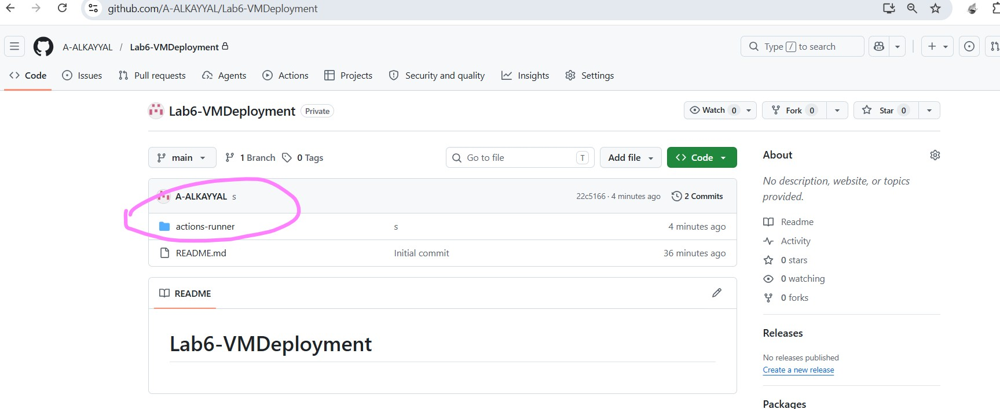 github.com/A-ALKAYYAL/Lab6-VMDeployment
A-ALKAYYAL / Lab6-VMDeployment
Type / to search
Code Issues Pull requests Agents Actions Projects Security and quality Insights Settings
Lab6-VMDeployment Private
Watch 0 Fork 0 Star 0
main 1 Branch 0 Tags Go to file T Add file Code
A-ALKAYYAL s 22c5166 · 4 minutes ago 2 Commits
actions-runner s 4 minutes ago
README.md Initial commit 36 minutes ago
README
Lab6-VMDeployment
About
No description, website, or topics
provided.
Readme
Activity
0 stars
0 watching
0 forks
Releases
No releases published
Create a new release
Packages